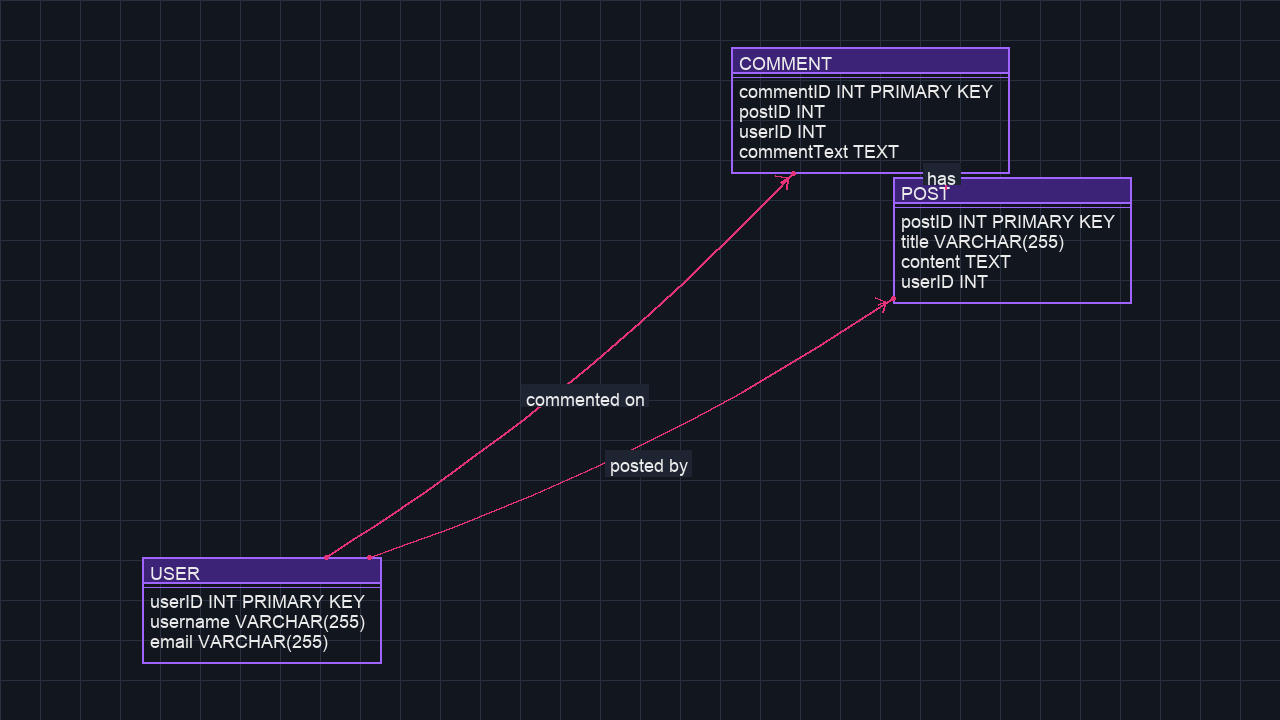 COMMENT
commentID INT PRIMARY KEY
postID INT
userID INT
commentText TEXT
has
POST
postID INT PRIMARY KEY
title VARCHAR(255)
content TEXT
userID INT
commented on
posted by
USER
userID INT PRIMARY KEY
username VARCHAR(255)
email VARCHAR(255)